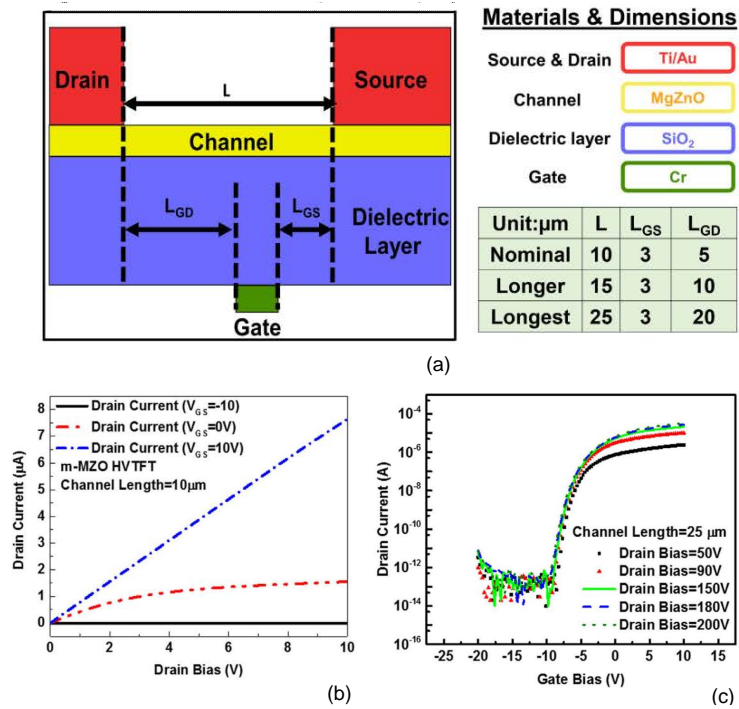 Materials & Dimensions
Drain
Source
L
Channel
L_GD
L_GS
Dielectric
Layer
Gate
Source & Drain Ti/Au
Channel MgZnO
Dielectric layer SiO₂
Gate Cr
Unit:µm L L_GS L_GD
Nominal 10 3 5
Longer 15 3 10
Longest 25 3 20
(a)
Drain Current (V_GS=-10)
Drain Current (V_GS=0V)
Drain Current (V_GS=10V)
m-MZO HVTFT
Channel Length=10µm
Drain Current (µA)
8
7
6
5
4
3
2
1
0
0 2 4 6 8 10
Drain Bias (V)
(b)
Drain Current (A)
10⁻⁴
10⁻⁶
10⁻⁸
10⁻¹⁰
10⁻¹²
10⁻¹⁴
10⁻¹⁶
Channel Length=25 µm
Drain Bias=50V
Drain Bias=90V
Drain Bias=150V
Drain Bias=180V
Drain Bias=200V
-25 -20 -15 -10 -5 0 5 10 15
Gate Bias (V)
(c)